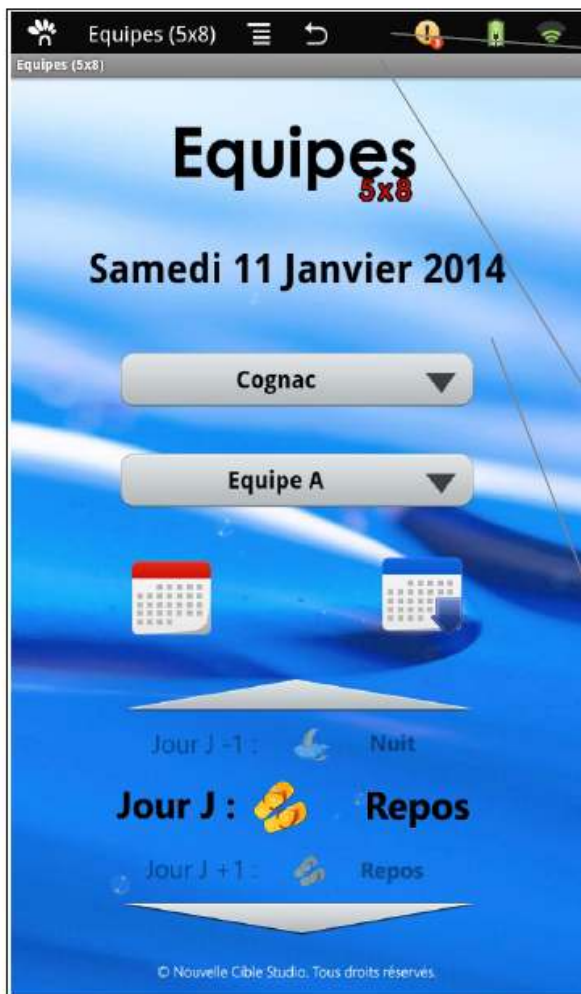 Equipes (5x8)
Equipes (5x8)
Equipes
5x8
Samedi 11 Janvier 2014
Cognac
Equipe A
Jour J -1 : Nuit
Jour J : Repos
Jour J +1 : Repos
© Nouvelle Cible Studio. Tous droits réservés.